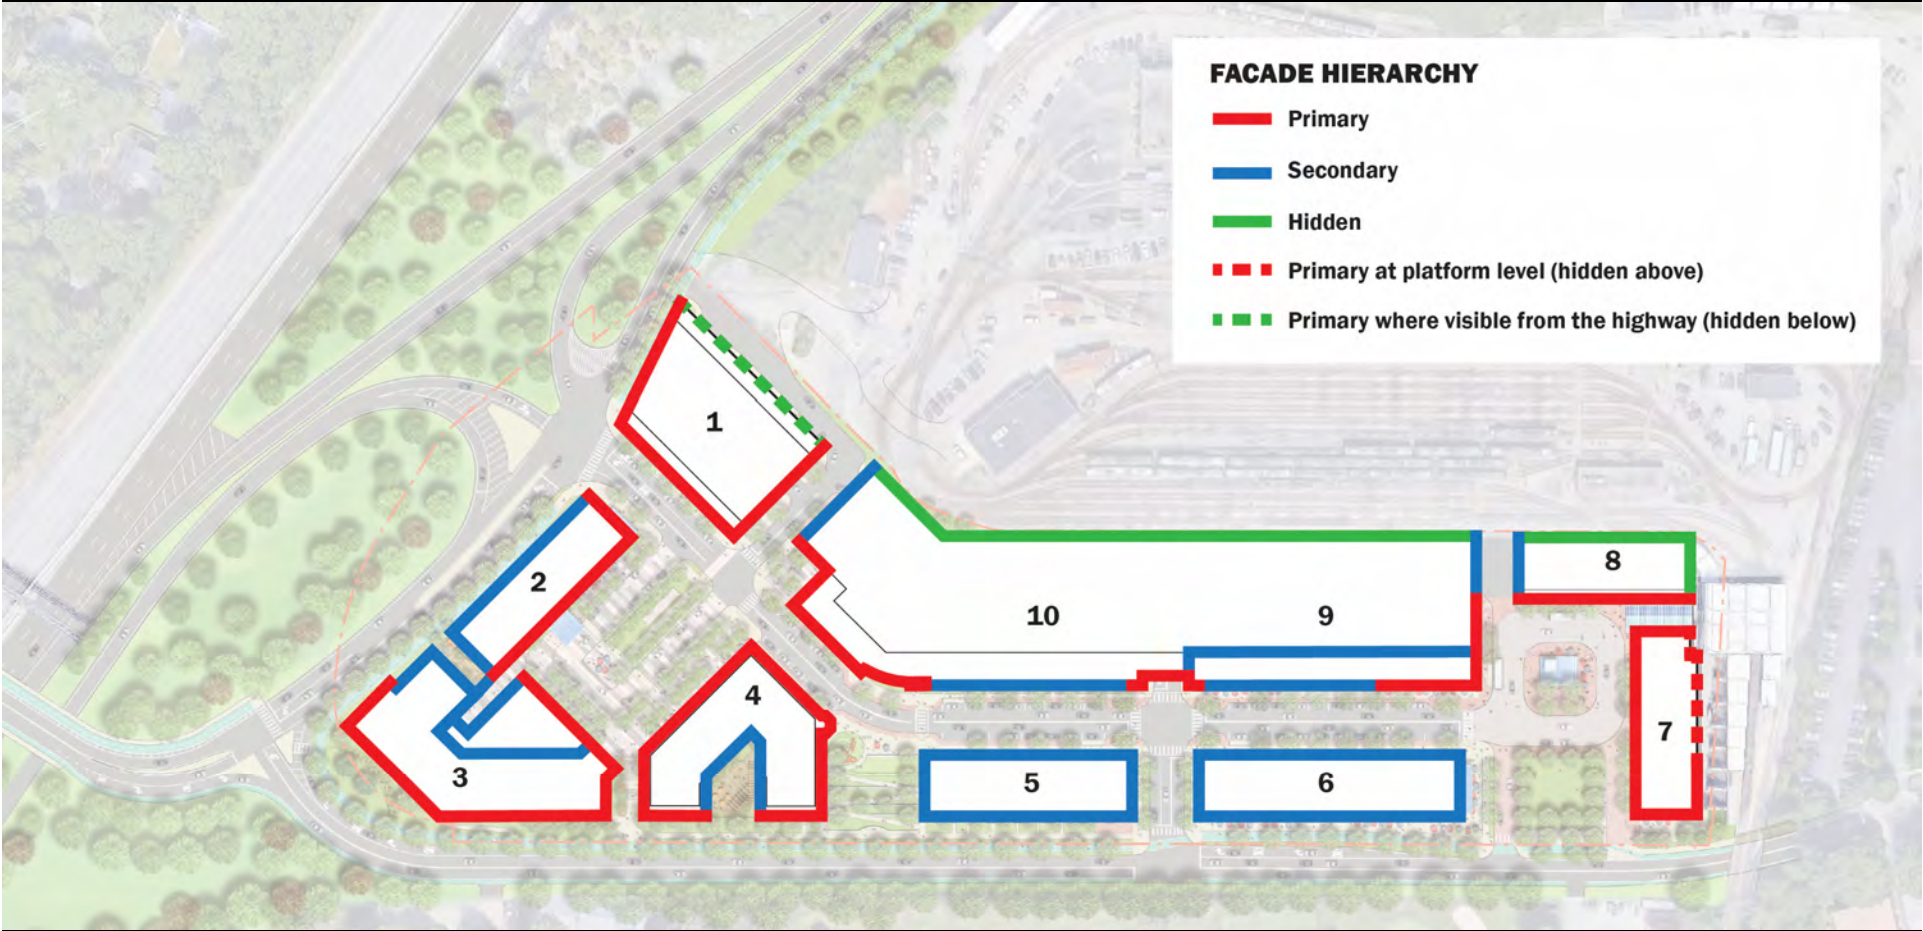 FACADE HIERARCHY
Primary
Secondary
Hidden
Primary at platform level (hidden above)
Primary where visible from the highway (hidden below)
1
2
3
4
5
6
7
8
9
10